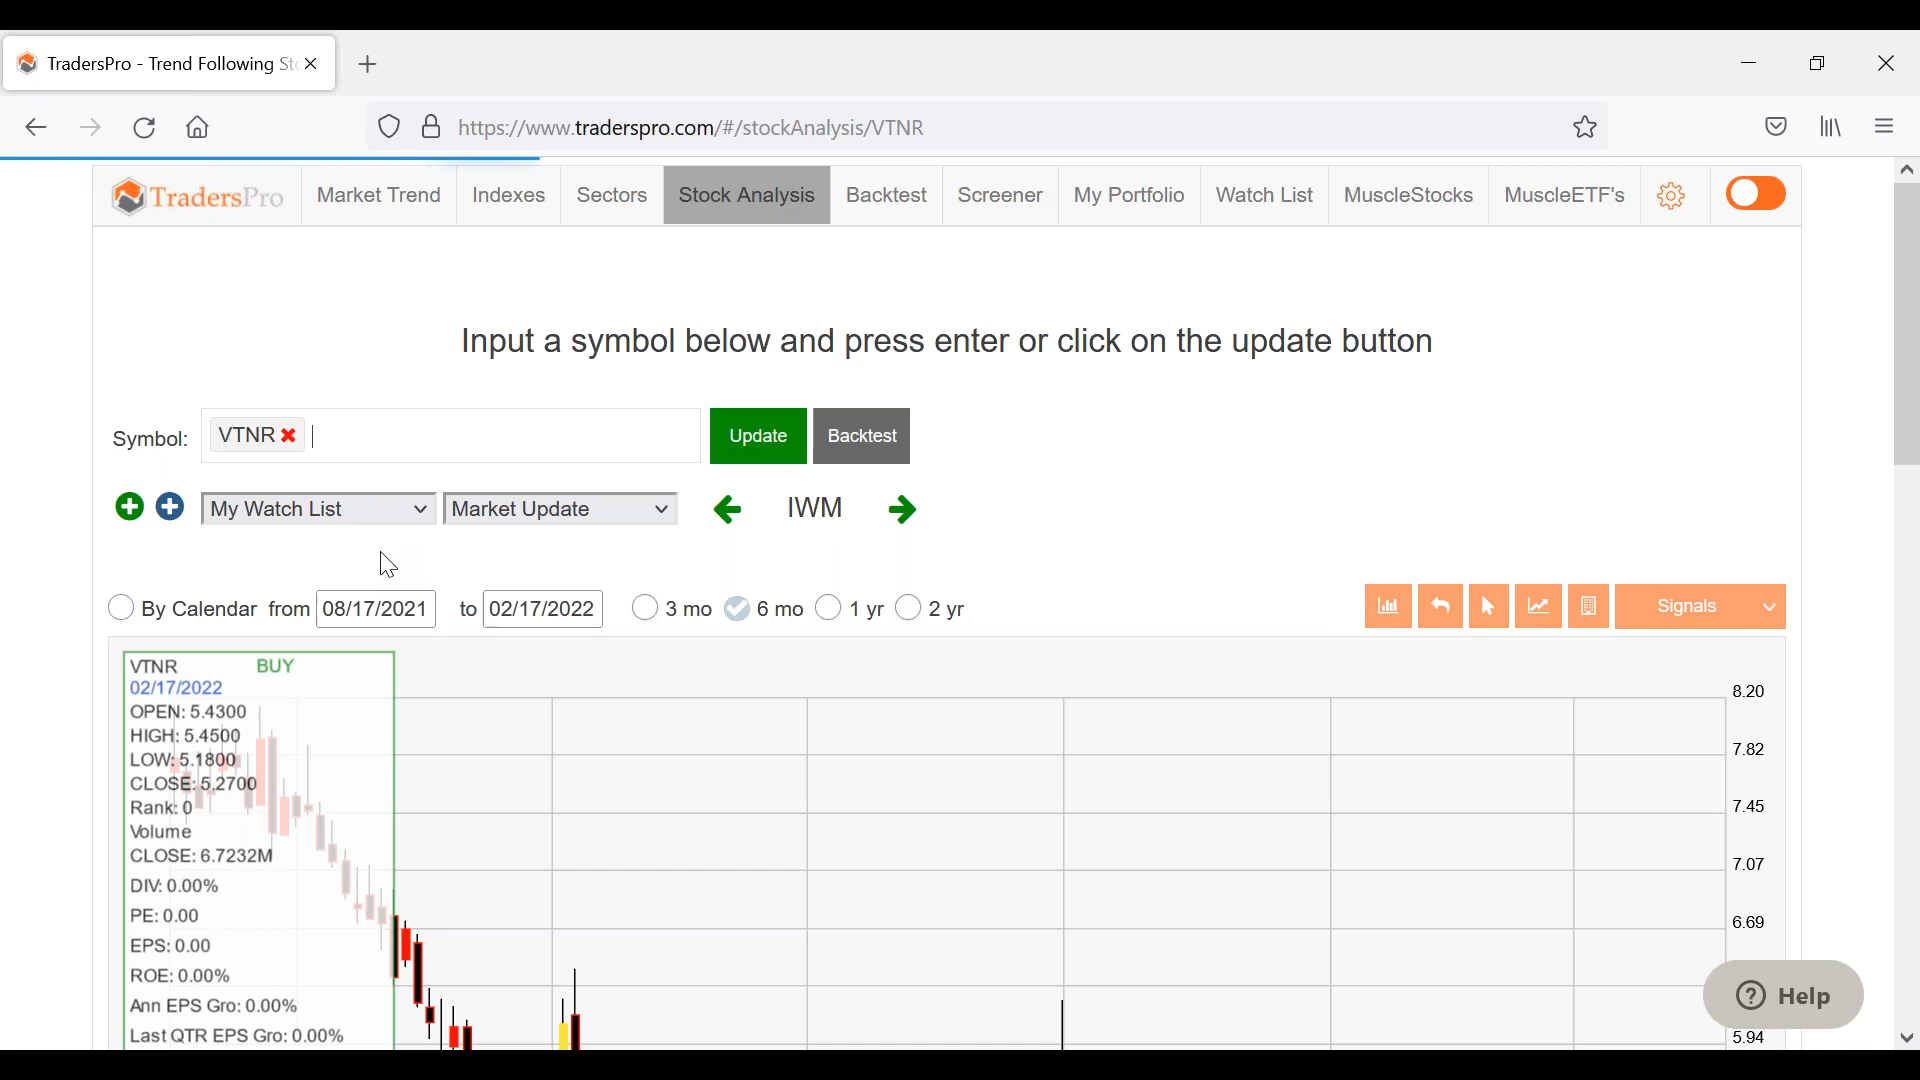 TradersPro - Trend Following Sto
https://www.traderspro.com/#/stockAnalysis/VTNR
TradersPro
Market Trend
Indexes
Sectors
Stock Analysis
Backtest
Screener
My Portfolio
Watch List
MuscleStocks
MuscleETF's
Input a symbol below and press enter or click on the update button
Symbol:
VTNR
Update
Backtest
My Watch List
Market Update
IWM
By Calendar from 08/17/2021 to 02/17/2022
3 mo
6 mo
1 yr
2 yr
Signals
VTNR BUY
02/17/2022
OPEN: 5.4300
HIGH: 5.4500
LOW: 5.1800
CLOSE: 5.2700
Rank: 0
Volume
CLOSE: 6.7232M
DIV: 0.00%
PE: 0.00
EPS: 0.00
ROE: 0.00%
Ann EPS Gro: 0.00%
Last QTR EPS Gro: 0.00%
8.20
7.82
7.45
7.07
6.69
5.94
Help